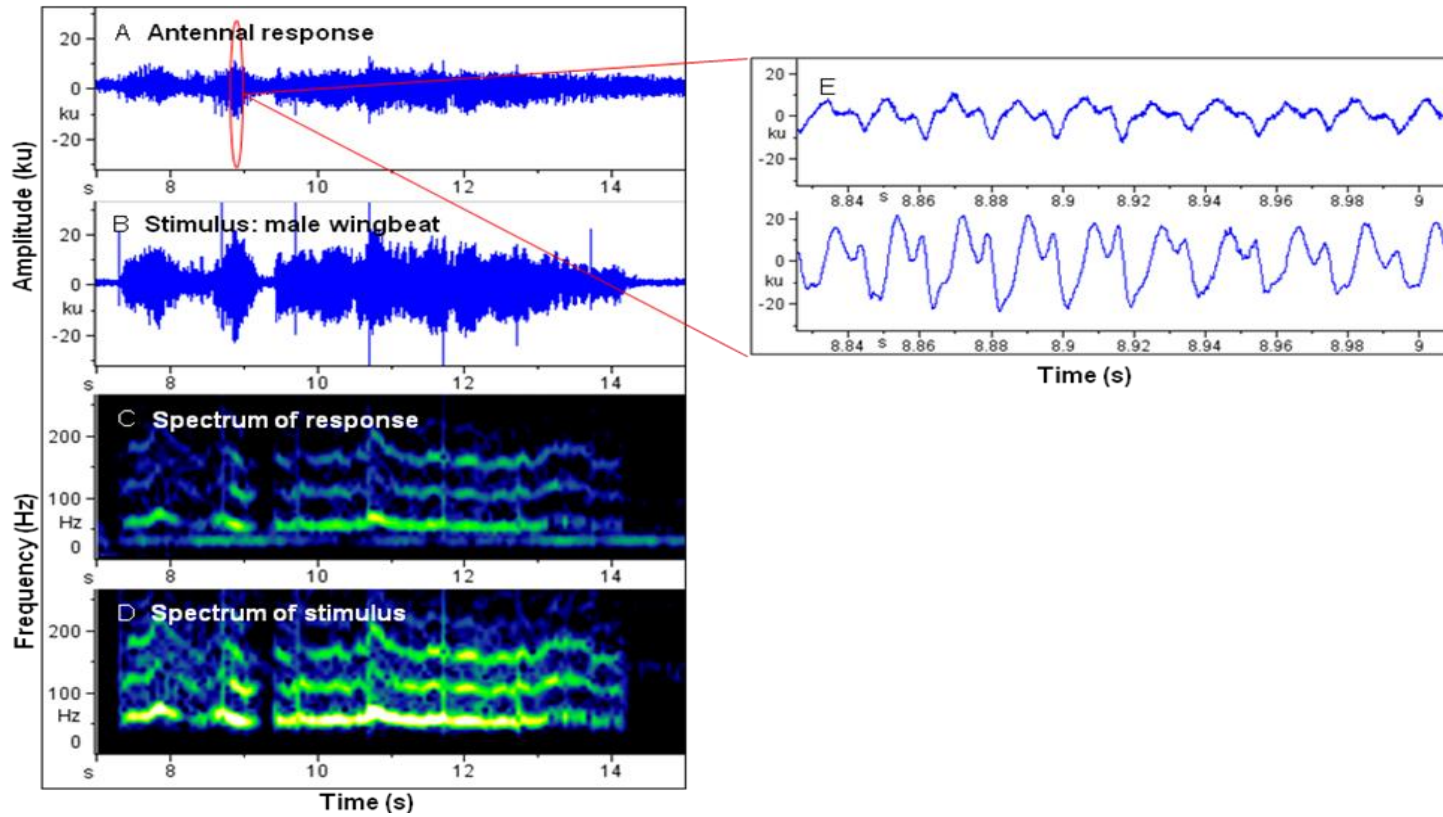 A Antennal response
20
0
ku
-20
s 8 10 12 14
B Stimulus: male wingbeat
20
0
ku
-20
s 8 10 12 14
Amplitude (ku)
C Spectrum of response
200
100
Hz
0
s 8 10 12 14
D Spectrum of stimulus
200
100
Hz
0
s 8 10 12 14
Frequency (Hz)
Time (s)
E
20
0
ku
-20
8.84 s 8.86 8.88 8.9 8.92 8.94 8.96 8.98 9
20
0
ku
-20
8.84 s 8.86 8.88 8.9 8.92 8.94 8.96 8.98 9
Time (s)